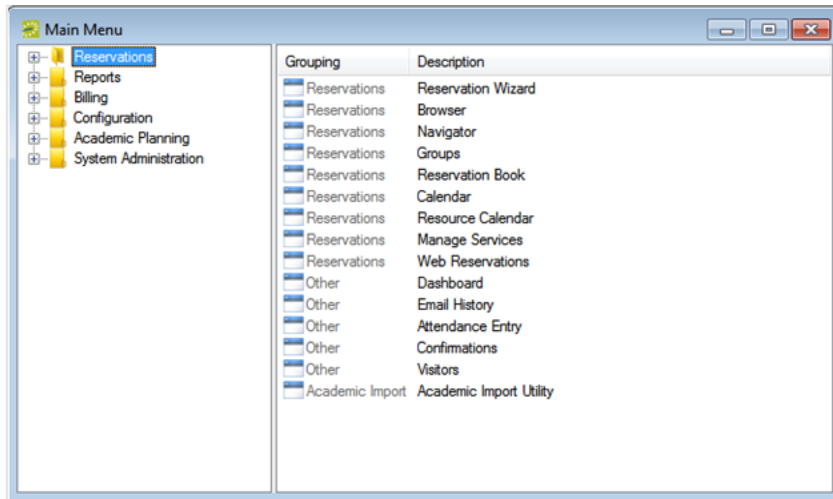 Main Menu
Reservations
Reports
Billing
Configuration
Academic Planning
System Administration
Grouping Description
Reservations Reservation Wizard
Reservations Browser
Reservations Navigator
Reservations Groups
Reservations Reservation Book
Reservations Calendar
Reservations Resource Calendar
Reservations Manage Services
Reservations Web Reservations
Other Dashboard
Other Email History
Other Attendance Entry
Other Confirmations
Other Visitors
Academic Import Academic Import Utility